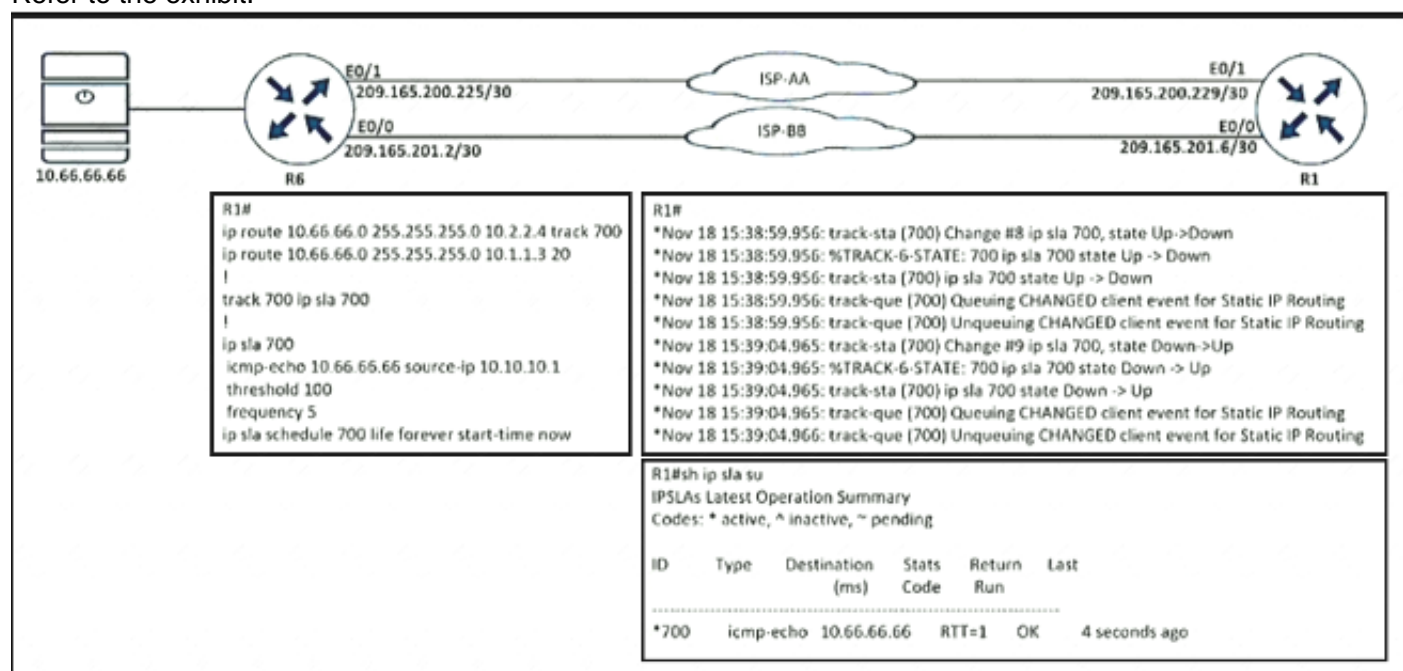 Refer to the exhibit.
E0/1
209.165.200.225/30
E0/0
209.165.201.2/30
ISP-AA
ISP-BB
E0/1
209.165.200.229/30
E0/0
209.165.201.6/30
10.66.66.66
R6
R1
R1#
ip route 10.66.66.0 255.255.255.0 10.2.2.4 track 700
ip route 10.66.66.0 255.255.255.0 10.1.1.3 20
!
track 700 ip sla 700
!
ip sla 700
icmp-echo 10.66.66.66 source-ip 10.10.10.1
threshold 100
frequency 5
ip sla schedule 700 life forever start-time now
R1#
*Nov 18 15:38:59.956: track-sta (700) Change #8 ip sla 700, state Up->Down
*Nov 18 15:38:59.956: %TRACK-6-STATE: 700 ip sla 700 state Up -> Down
*Nov 18 15:38:59.956: track-sta (700) ip sla 700 state Up -> Down
*Nov 18 15:38:59.956: track-que (700) Queuing CHANGED client event for Static IP Routing
*Nov 18 15:38:59.956: track-que (700) Unqueuing CHANGED client event for Static IP Routing
*Nov 18 15:39:04.965: track-sta (700) Change #9 ip sla 700, state Down->Up
*Nov 18 15:39:04.965: %TRACK-6-STATE: 700 ip sla 700 state Down -> Up
*Nov 18 15:39:04.965: track-sta (700) ip sla 700 state Down -> Up
*Nov 18 15:39:04.965: track-que (700) Queuing CHANGED client event for Static IP Routing
*Nov 18 15:39:04.966: track-que (700) Unqueuing CHANGED client event for Static IP Routing
R1#sh ip sla su
IPSLAs Latest Operation Summary
Codes: * active, ^ inactive, ~ pending
ID Type Destination Stats Return Last
(ms) Code Run
*700 icmp-echo 10.66.66.66 RTT=1 OK 4 seconds ago